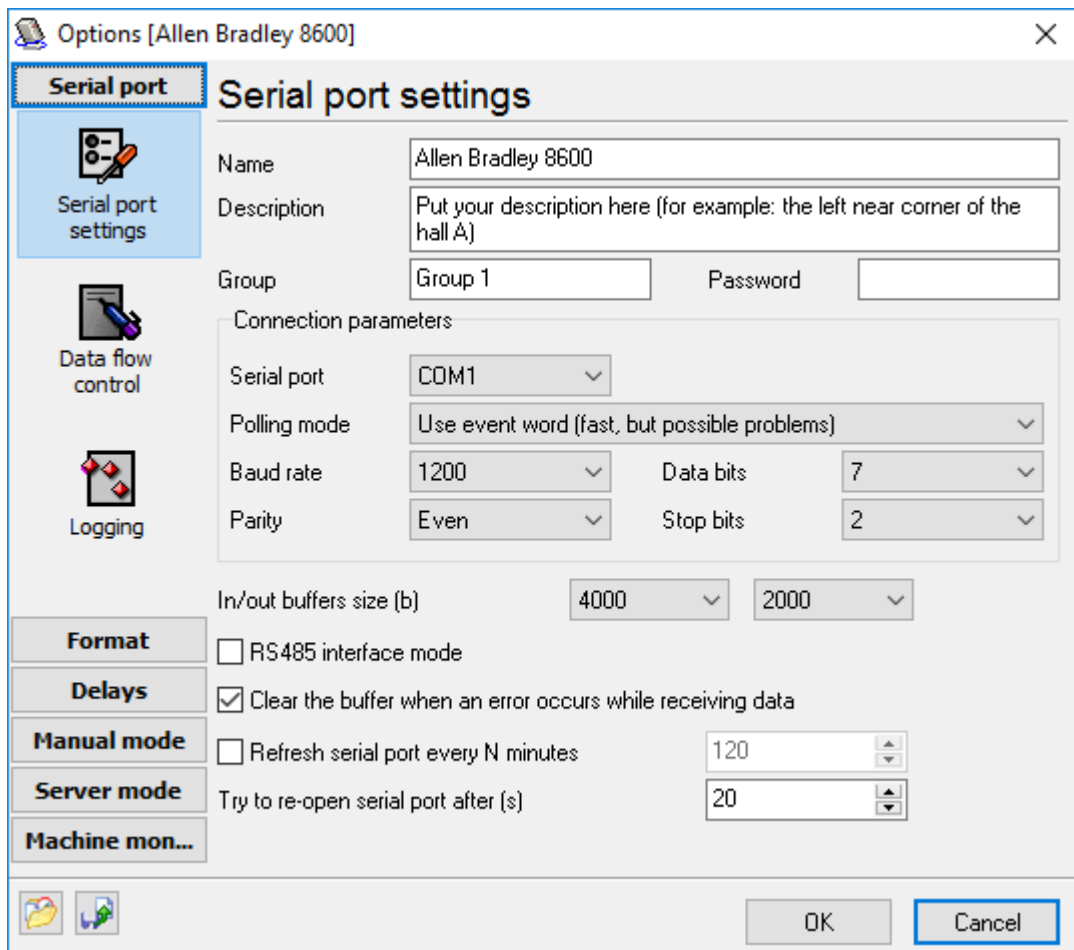 Options [Allen Bradley 8600]
Serial port
Serial port
settings
Data flow
control
Logging
Format
Delays
Manual mode
Server mode
Machine mon...
Serial port settings
Name Allen Bradley 8600
Description Put your description here (for example: the left near corner of the
hall A)
Group Group 1 Password
Connection parameters
Serial port COM1
Polling mode Use event word (fast, but possible problems)
Baud rate 1200 Data bits 7
Parity Even Stop bits 2
In/out buffers size (b) 4000 2000
RS485 interface mode
Clear the buffer when an error occurs while receiving data
Refresh serial port every N minutes 120
Try to re-open serial port after (s) 20
OK Cancel